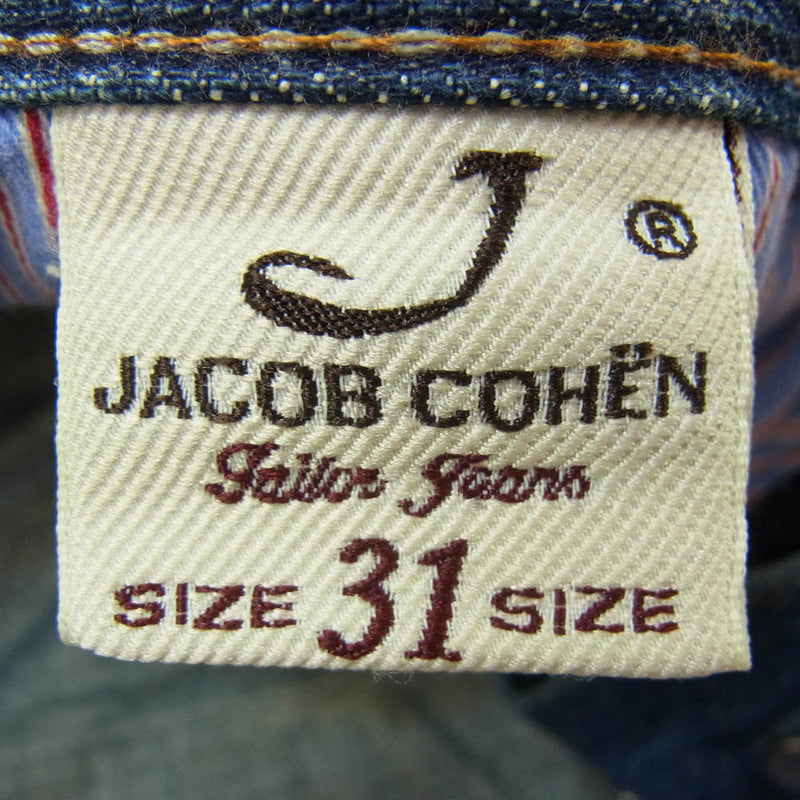 J ®
JACOB COHËN
Tailor Jeans
SIZE 31 SIZE